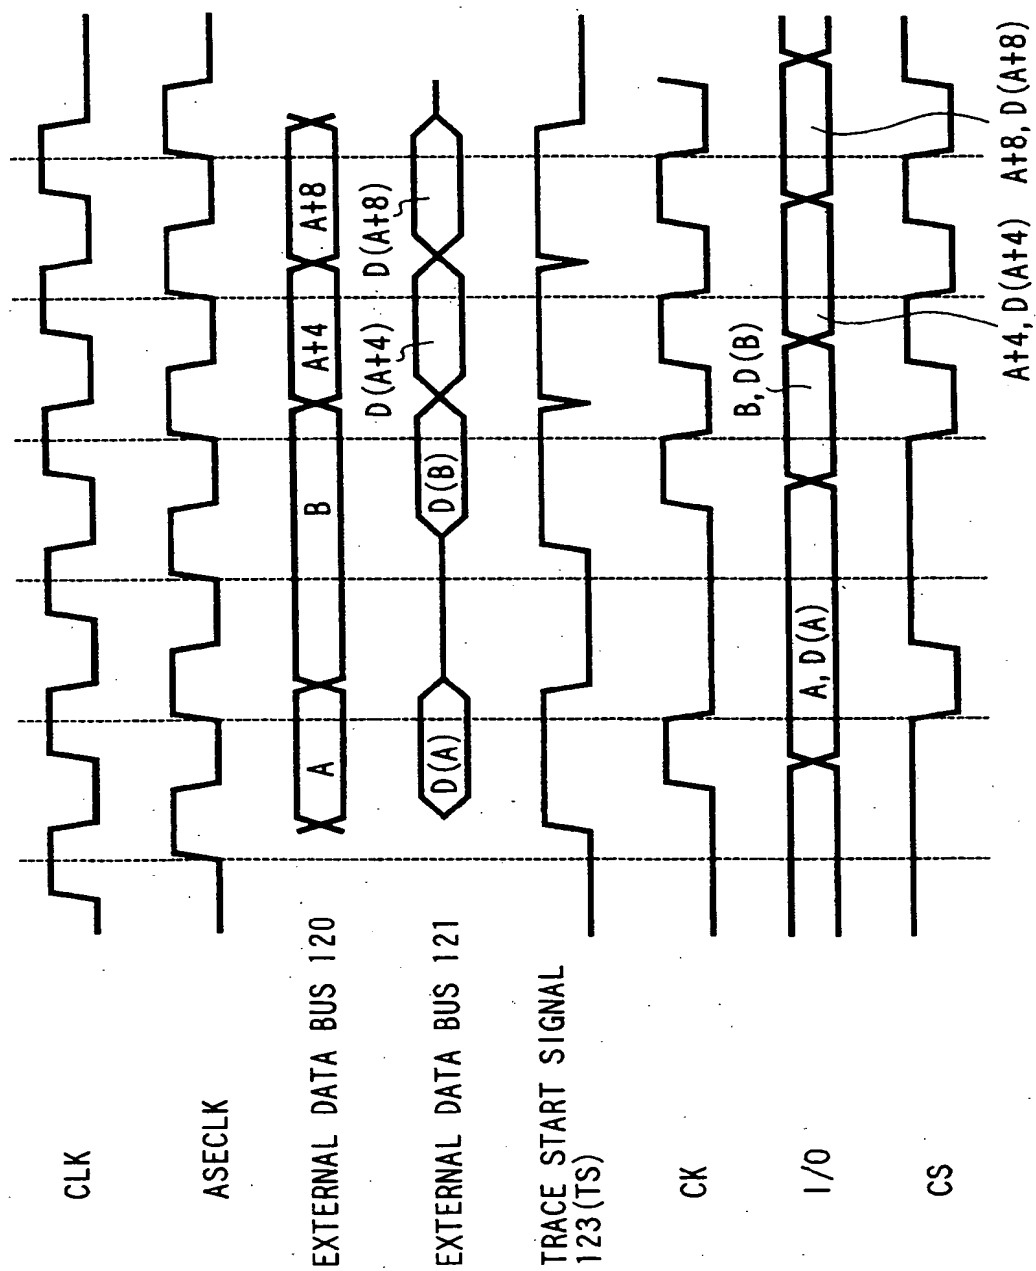 CLK
ASECLK
EXTERNAL DATA BUS 120
A
B
A+4
A+8
EXTERNAL DATA BUS 121
D(A)
D(B)
D(A+4)
D(A+8)
TRACE START SIGNAL
123(TS)
CK
I/O
A, D(A)
B, D(B)
A+4, D(A+4)
A+8, D(A+8)
CS